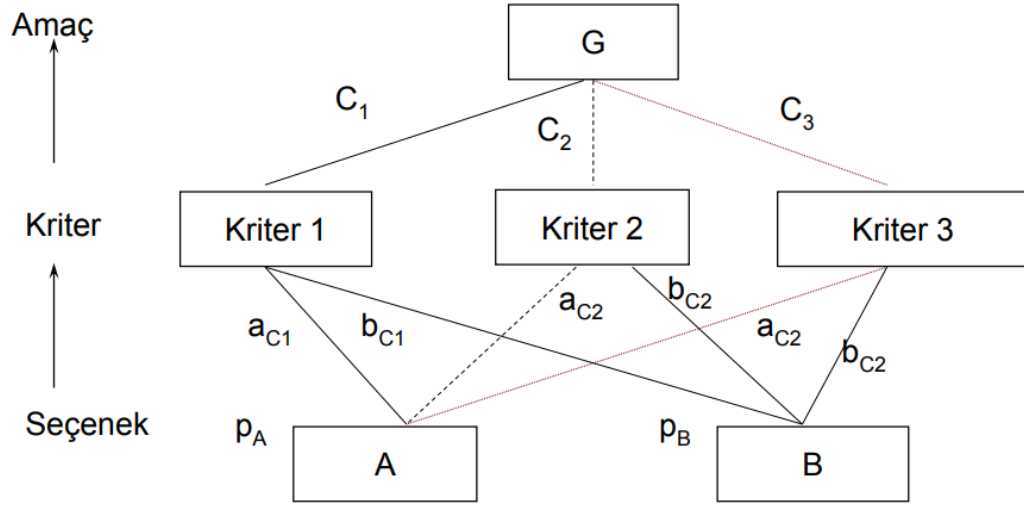 Amaç
G
C1
C2
C3
Kriter
Kriter 1
Kriter 2
Kriter 3
aC1
bC1
aC2
bC2
aC2
bC2
Seçenek
pA
A
pB
B